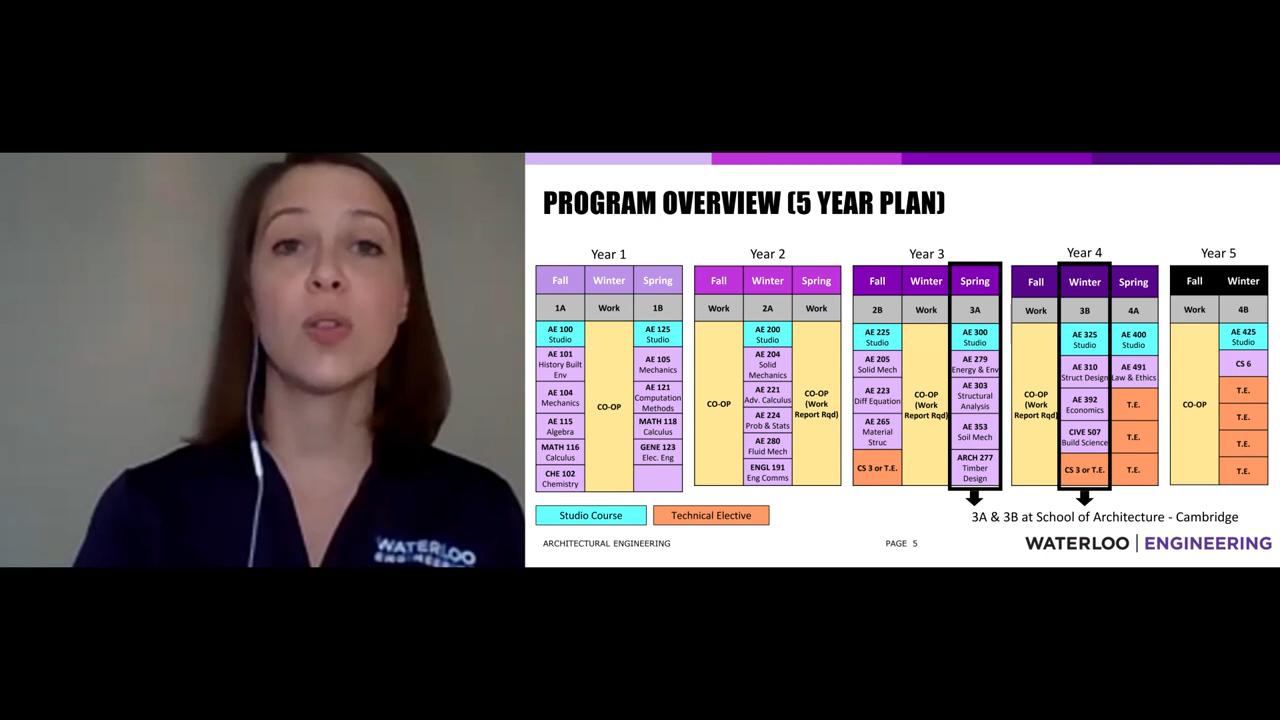 PROGRAM OVERVIEW (5 YEAR PLAN)
Year 1
Fall
Winter
Spring
1A
Work
1B
AE 100
Studio
AE 101
History Built
Env
AE 104
Mechanics
AE 115
Algebra
MATH 116
Calculus
CHE 102
Chemistry
CO-OP
AE 125
Studio
AE 105
Mechanics
AE 121
Computation
Methods
MATH 118
Calculus
GENE 123
Elec. Eng
Year 2
Fall
Winter
Spring
Work
2A
Work
CO-OP
AE 200
Studio
AE 204
Solid
Mechanics
AE 221
Adv. Calculus
AE 224
Prob & Stats
AE 280
Fluid Mech
ENGL 191
Eng Comms
CO-OP
(Work
Report Rqd)
Year 3
Fall
Winter
Spring
2B
Work
3A
AE 225
Studio
AE 205
Solid Mech
AE 223
Diff Equation
AE 265
Material
Struc
CS 3 or T.E.
CO-OP
(Work
Report Rqd)
AE 300
Studio
AE 279
Energy & Env
AE 303
Structural
Analysis
AE 353
Soil Mech
ARCH 277
Timber
Design
Year 4
Fall
Winter
Spring
Work
3B
4A
CO-OP
(Work
Report Rqd)
AE 325
Studio
AE 310
Struct Design
AE 392
Economics
CIVE 507
Build Science
CS 3 or T.E.
AE 400
Studio
AE 491
Law & Ethics
T.E.
T.E.
T.E.
Year 5
Fall
Winter
Work
4B
CO-OP
AE 425
Studio
CS 6
T.E.
T.E.
T.E.
T.E.
Studio Course
Technical Elective
3A & 3B at School of Architecture - Cambridge
ARCHITECTURAL ENGINEERING
PAGE 5
WATERLOO | ENGINEERING
WATERLOO
ENGINEERING